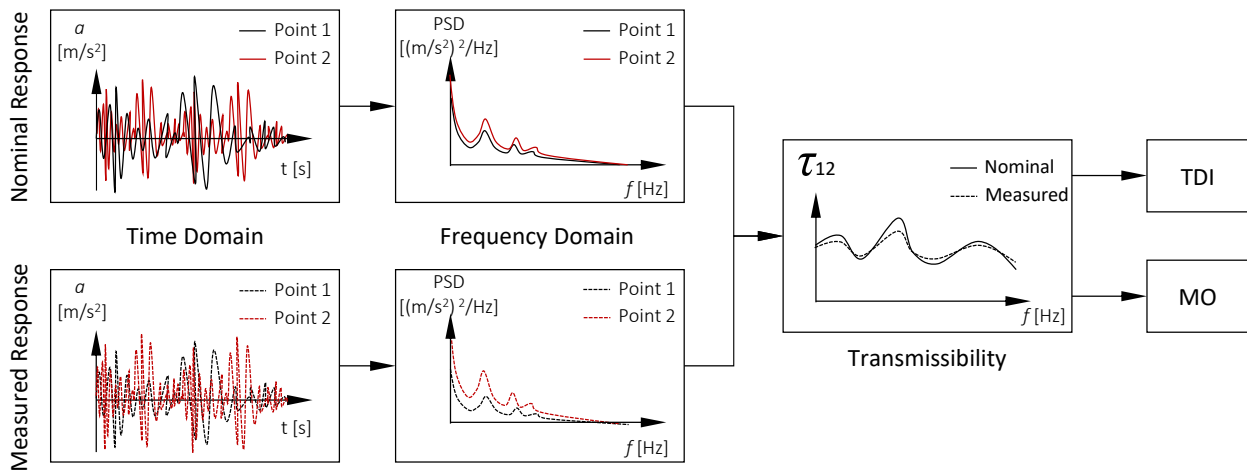 Nominal Response
a
[m/s²]
Point 1
Point 2
t [s]
PSD
[(m/s²) ²/Hz]
Point 1
Point 2
f [Hz]
Time Domain
Frequency Domain
Measured Response
a
[m/s²]
Point 1
Point 2
t [s]
PSD
[(m/s²) ²/Hz]
Point 1
Point 2
f [Hz]
τ₁₂
Nominal
Measured
f [Hz]
Transmissibility
TDI
MO